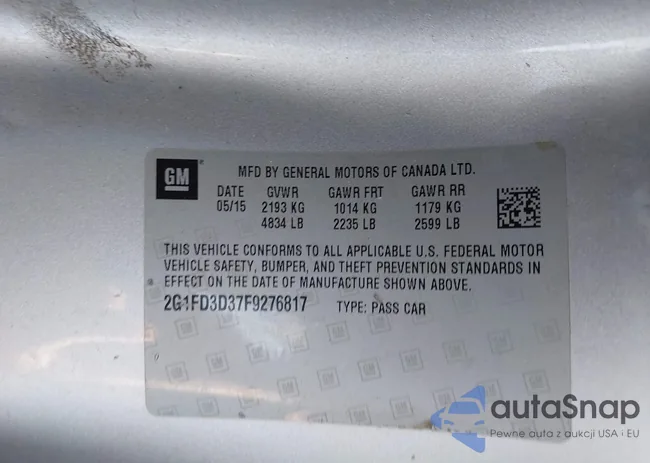 GM
MFD BY GENERAL MOTORS OF CANADA LTD.
DATE GVWR GAWR FRT GAWR RR
05/15 2193 KG 1014 KG 1179 KG
4834 LB 2235 LB 2599 LB
THIS VEHICLE CONFORMS TO ALL APPLICABLE U.S. FEDERAL MOTOR
VEHICLE SAFETY, BUMPER, AND THEFT PREVENTION STANDARDS IN
EFFECT ON THE DATE OF MANUFACTURE SHOWN ABOVE.
2G1FD3D37F9276817 TYPE: PASS CAR
autaSnap
Pewne auta z aukcji USA i EU